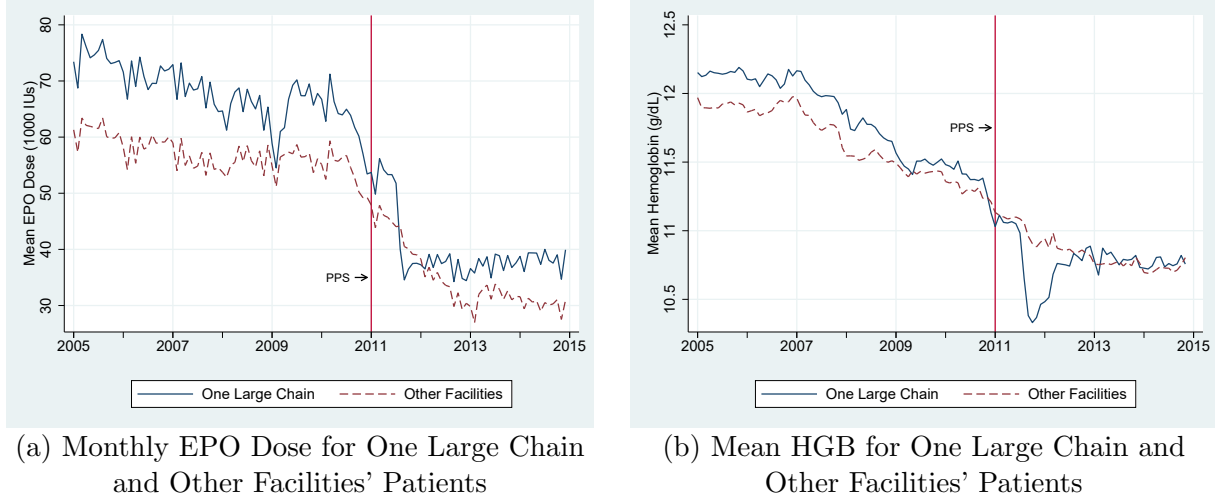 Mean EPO Dose (1000 IUs)
80
70
60
50
40
30
PPS
2005
2007
2009
2011
2013
2015
One Large Chain
Other Facilities
(a) Monthly EPO Dose for One Large Chain
and Other Facilities' Patients
Mean Hemoglobin (g/dL)
12.5
12
11.5
11
10.5
PPS
2005
2007
2009
2011
2013
2015
One Large Chain
Other Facilities
(b) Mean HGB for One Large Chain and
Other Facilities' Patients